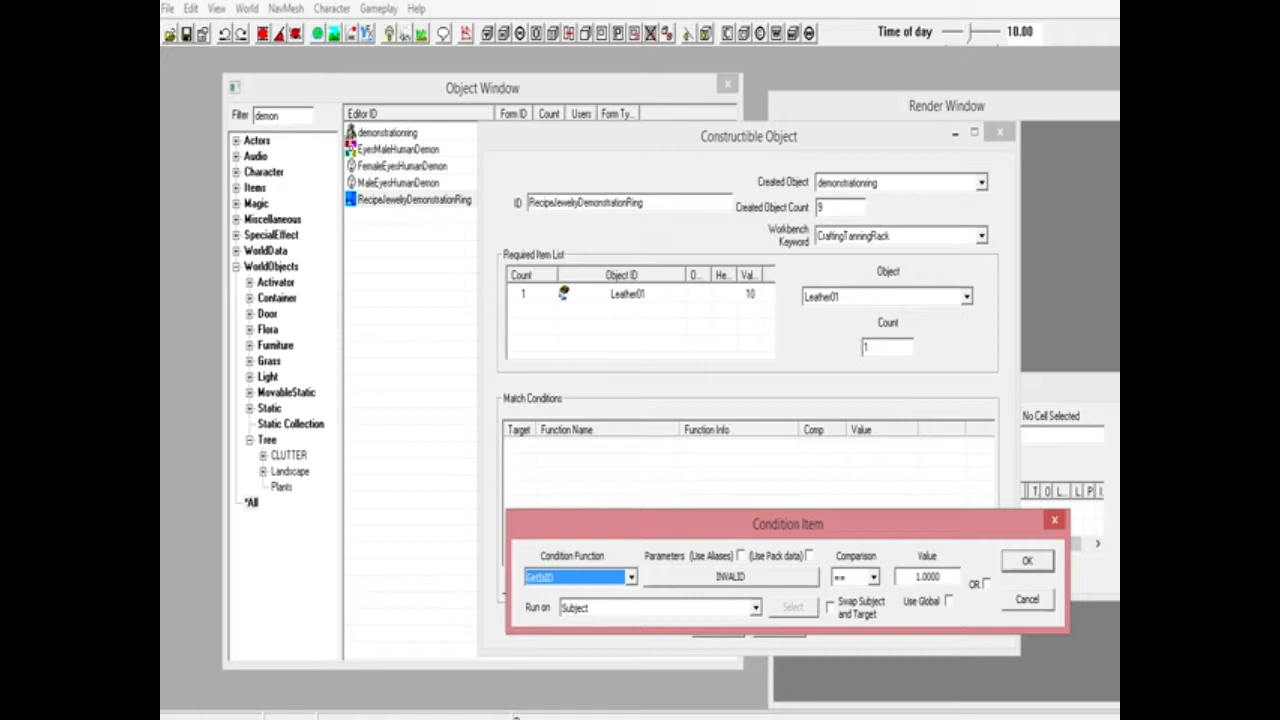 File Edit View World NavMesh Character Gameplay Help
Time of day 10.00
Object Window X
Filter demon
Editor ID Form ID Count Users Form Ty...
demonstrationring
EyesMaleHumanDemon
FemaleEyesHumanDemon
MaleEyesHumanDemon
RecipeJewelryDemonstrationRing
Actors
Audio
Character
Items
Magic
Miscellaneous
SpecialEffect
WorldData
WorldObjects
Activator
Container
Door
Flora
Furniture
Grass
Light
MovableStatic
Static
Static Collection
Tree
CLUTTER
Landscape
Plants
*All
Render Window
Constructible Object
Created Object demonstrationring
ID RecipeJewelryDemonstrationRing
Created Object Count 9
Workbench Keyword CraftingTanningRack
Required Item List
Count Object ID O... He... Val...
1 Leather01 10
Object
Leather01
Count
1
Match Conditions
Target Function Name Function Info Comp Value
No Cell Selected
T O L... L P I
Condition Item X
Condition Function Parameters (Use Aliases) (Use Pack data) Comparison Value
GetIsID INVALID == 1.0000 OR OK
Run on Subject Select Swap Subject and Target Use Global Cancel